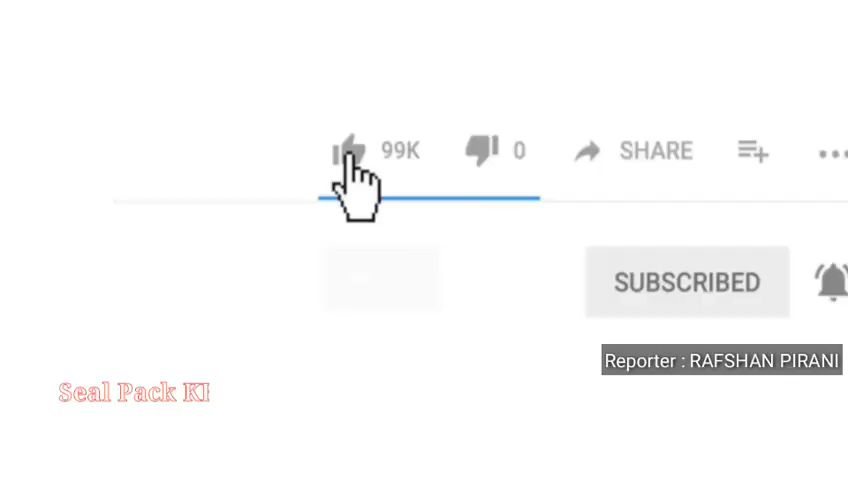 99K 0 SHARE
SUBSCRIBED
Reporter : RAFSHAN PIRANI
Seal Pack KI